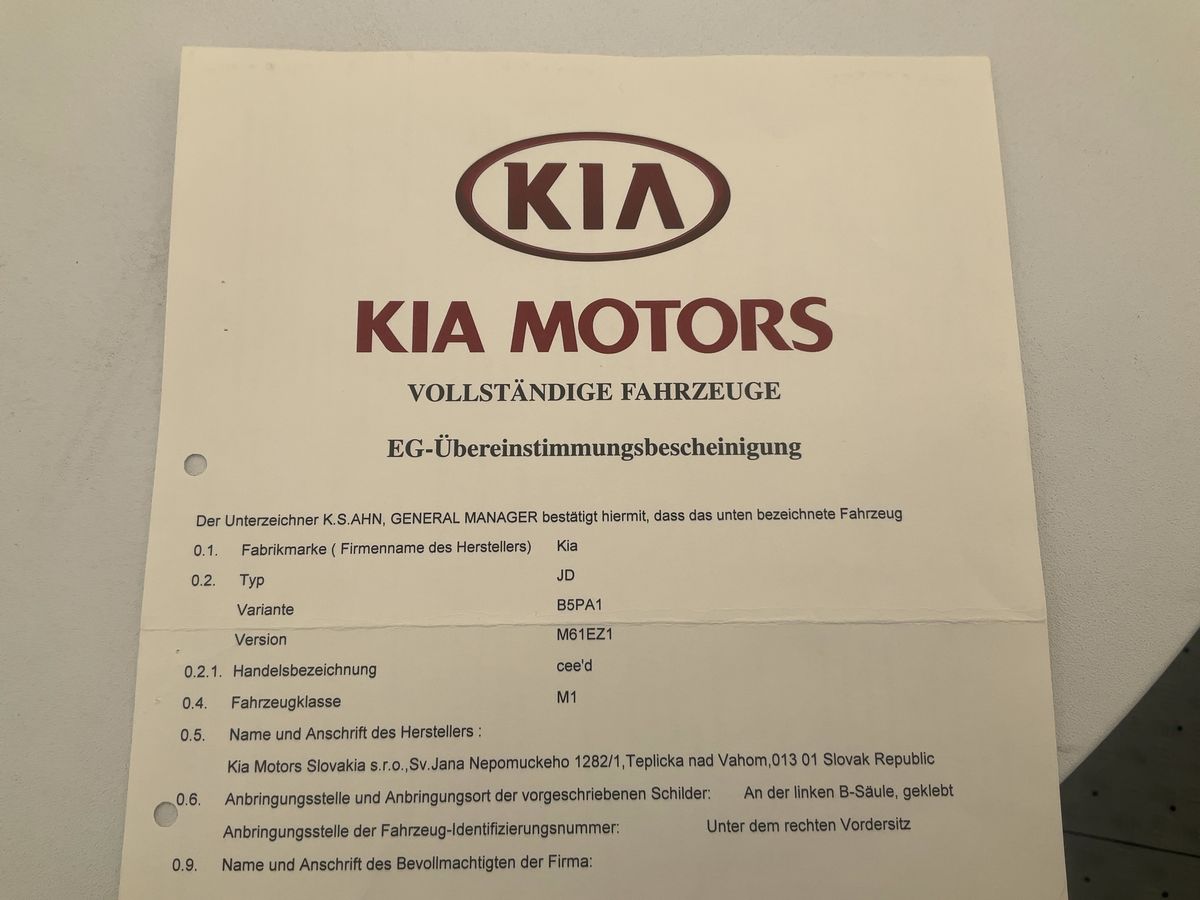 KIA
KIA MOTORS
VOLLSTÄNDIGE FAHRZEUGE
EG-Übereinstimmungsbescheinigung
Der Unterzeichner K.S.AHN, GENERAL MANAGER bestätigt hiermit, dass das unten bezeichnete Fahrzeug
0.1. Fabrikmarke ( Firmenname des Herstellers) Kia
0.2. Typ JD
Variante B5PA1
Version M61EZ1
0.2.1. Handelsbezeichnung cee'd
0.4. Fahrzeugklasse M1
0.5. Name und Anschrift des Herstellers :
Kia Motors Slovakia s.r.o.,Sv.Jana Nepomuckeho 1282/1,Teplicka nad Vahom,013 01 Slovak Republic
0.6. Anbringungsstelle und Anbringungsort der vorgeschriebenen Schilder: An der linken B-Säule, geklebt
Anbringungsstelle der Fahrzeug-Identifizierungsnummer: Unter dem rechten Vordersitz
0.9. Name und Anschrift des Bevollmachtigten der Firma: